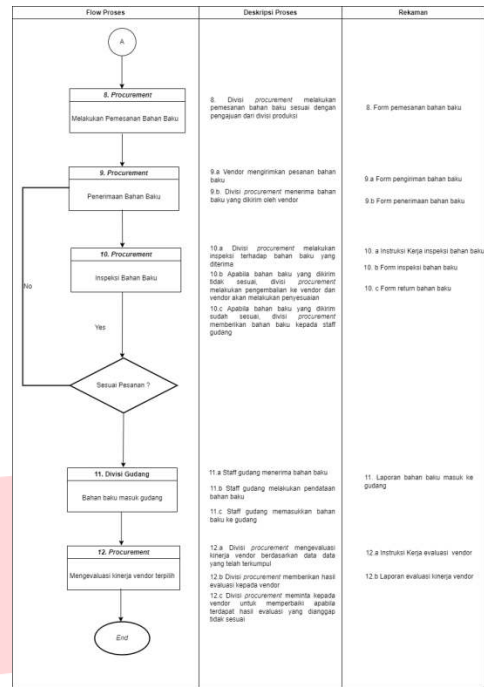 Flow Proses
Deskripsi Proses
Rekaman
A
8. Procurement
Melakukan Pemesanan Bahan Baku
8. Divisi procurement melakukan
pemesanan bahan baku sesuai dengan
pengajuan dari divisi produksi
8. Form pemesanan bahan baku
9. Procurement
Penerimaan Bahan Baku
9.a Vendor mengirimkan pesanan bahan
baku
9.b. Divisi procurement menerima bahan
baku yang dikirim oleh vendor
9.a Form pengiriman bahan baku
9.b Form penerimaan bahan baku
10. Procurement
Inspeksi Bahan Baku
10.a Divisi procurement melakukan
inspeksi terhadap bahan baku yang
diterima
10.b Apabila bahan baku yang dikirim
tidak sesuai, divisi procurement
melakukan pengembalian ke vendor dan
vendor akan melakukan penyesuaian
10.c Apabila bahan baku yang dikirim
sudah sesuai, divisi procurement
memberikan bahan baku kepada staff
gudang
10. a Instruksi Kerja inspeksi bahan baku
10. b Form inspeksi bahan baku
10. c Form return bahan baku
No
Yes
Sesuai Pesanan ?
11. Divisi Gudang
Bahan baku masuk gudang
11.a Staff gudang menerima bahan baku
11.b Staff gudang melakukan pendataan
bahan baku
11.c Staff gudang memasukkan bahan
baku ke gudang
11. Laporan bahan baku masuk ke
gudang
12. Procurement
Mengevaluasi kinerja vendor terpilih
12.a Divisi procurement mengevaluasi
kinerja vendor berdasarkan data data
yang telah terkumpul
12.b Divisi procurement memberikan hasil
evaluasi kepada vendor
12.c Divisi procurement meminta kepada
vendor untuk memperbaiki apabila
terdapat hasil evaluasi yang dianggap
tidak sesuai
12.a Instruksi Kerja evaluasi vendor
12.b Laporan evaluasi kinerja vendor
End